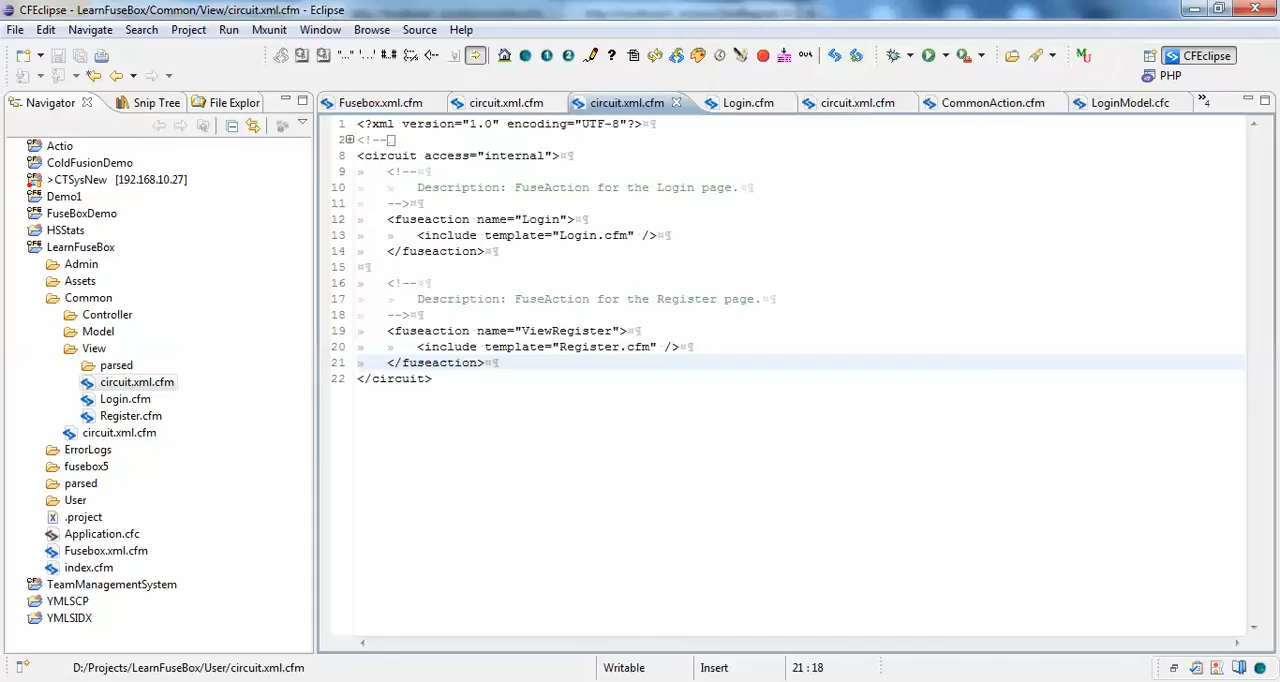 CFEclipse - LearnFuseBox/Common/View/circuit.xml.cfm - Eclipse
File Edit Navigate Search Project Run Mxunit Window Browse Source Help
CFEclipse
PHP
Navigator Snip Tree File Explor
Fusebox.xml.cfm circuit.xml.cfm circuit.xml.cfm Login.cfm circuit.xml.cfm CommonAction.cfm LoginModel.cfc »4
Actio
ColdFusionDemo
>CTSysNew [192.168.10.27]
Demo1
FuseBoxDemo
HSStats
LearnFuseBox
Admin
Assets
Common
Controller
Model
View
parsed
circuit.xml.cfm
Login.cfm
Register.cfm
circuit.xml.cfm
ErrorLogs
fusebox5
parsed
User
.project
Application.cfc
Fusebox.xml.cfm
index.cfm
TeamManagementSystem
YMLSCP
YMLSIDX
1 <?xml version="1.0" encoding="UTF-8"?>¤¶
2 <!--
8 <circuit access="internal">¤¶
9 » <!--¤¶
10 » » Description: FuseAction for the Login page.¤¶
11 » -->¤¶
12 » <fuseaction name="Login">¤¶
13 » » <include template="Login.cfm" />¤¶
14 » </fuseaction>¤¶
15 ¤¶
16 » <!--¤¶
17 » » Description: FuseAction for the Register page.¤¶
18 » -->¤¶
19 » <fuseaction name="ViewRegister">¤¶
20 » » <include template="Register.cfm" />¤¶
21 » </fuseaction>¤¶
22 </circuit>
D:/Projects/LearnFuseBox/User/circuit.xml.cfm Writable Insert 21 : 18